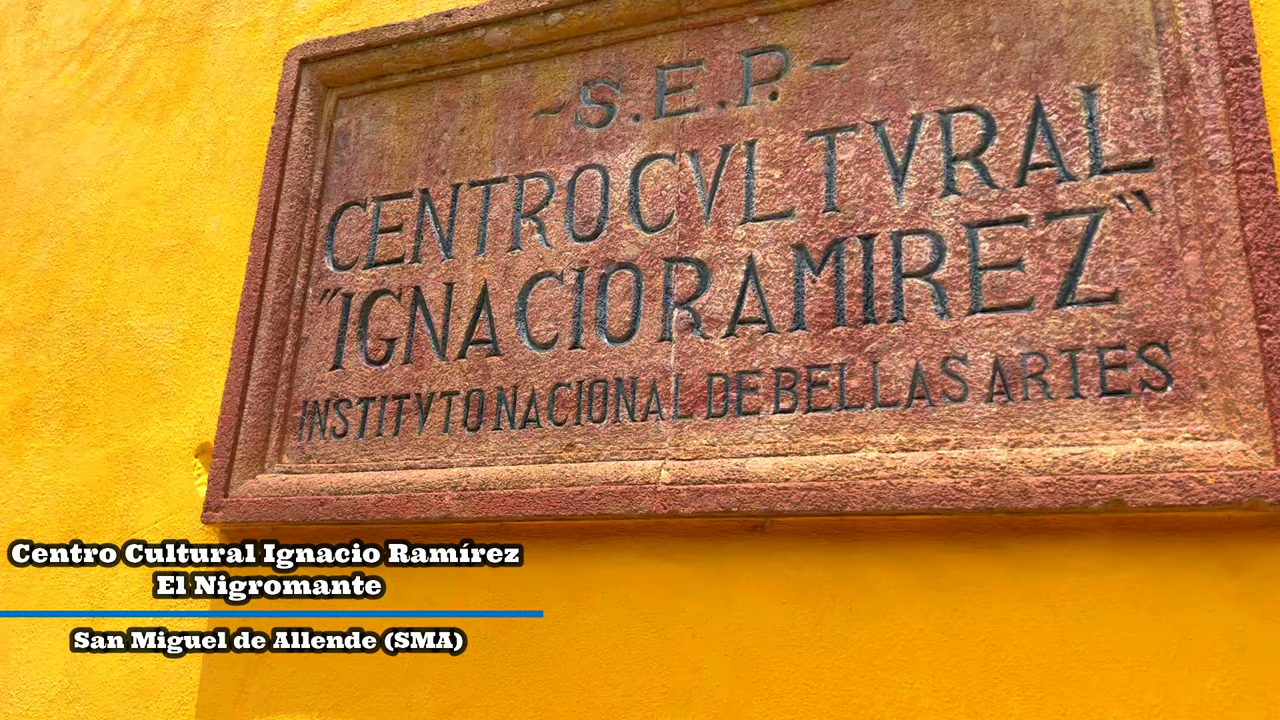 ~S.E.P.~
CENTRO CVLTVRAL
"IGNACIO RAMIREZ"
INSTITVTO NACIONAL DE BELLAS ARTES
Centro Cultural Ignacio Ramírez
El Nigromante
San Miguel de Allende (SMA)